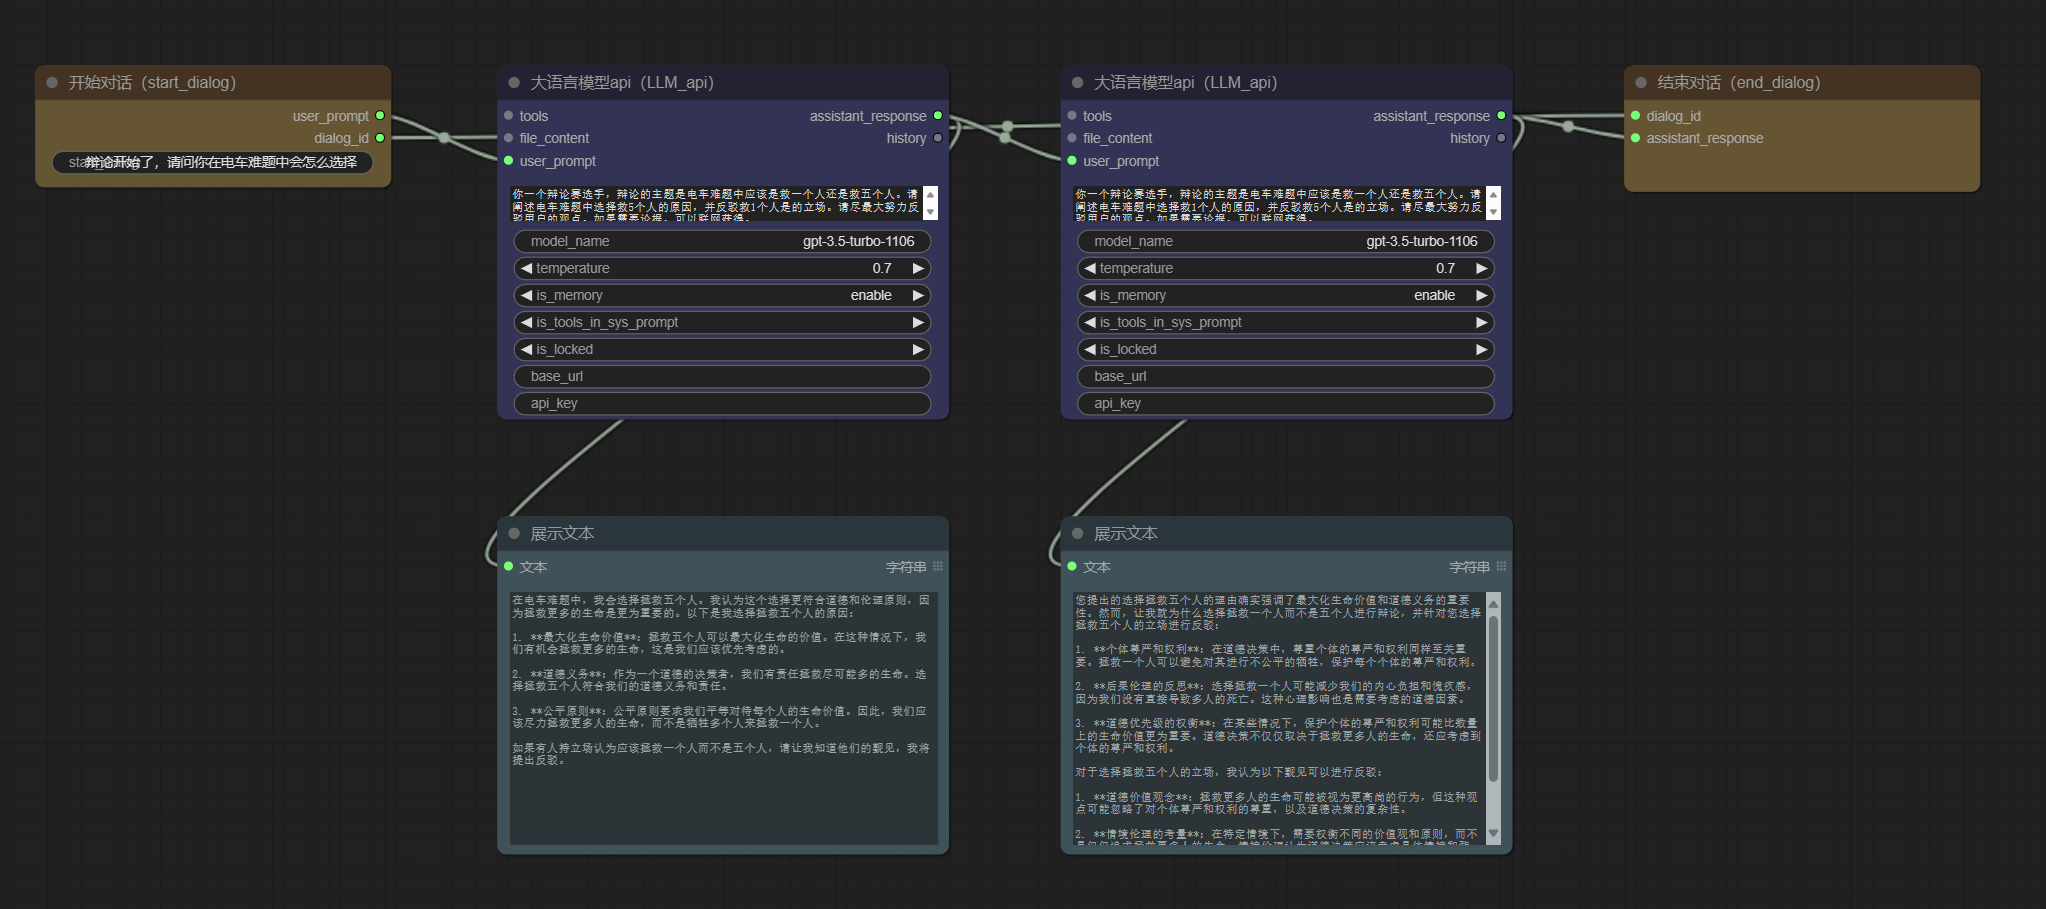 开始对话（start_dialog）
user_prompt
dialog_id
辩论开始了，请问你在电车难题中会怎么选择
大语言模型api（LLM_api）
tools
assistant_response
file_content
history
user_prompt
你一个辩论赛选手，辩论的主题是电车难题中应该是救一个人还是救五个人。请
阐述电车难题中选择救5个人的原因，并反驳救1个人是的立场。请尽最大努力反
驳用户的观点。如果需要论据，可以联网获得。
model_name gpt-3.5-turbo-1106
temperature 0.7
is_memory enable
is_tools_in_sys_prompt
is_locked
base_url
api_key
大语言模型api（LLM_api）
tools
assistant_response
file_content
history
user_prompt
你一个辩论赛选手，辩论的主题是电车难题中应该是救一个人还是救五个人。请
阐述电车难题中选择救1个人的原因，并反驳救5个人是的立场。请尽最大努力反
驳用户的观点。如果需要论据，可以联网获得。
model_name gpt-3.5-turbo-1106
temperature 0.7
is_memory enable
is_tools_in_sys_prompt
is_locked
base_url
api_key
结束对话（end_dialog）
dialog_id
assistant_response
展示文本
文本 字符串
在电车难题中，我会选择拯救五个人。我认为这个选择更符合道德和伦理原则，因
为拯救更多的生命是更为重要的。以下是我选择拯救五个人的原因：
1. **最大化生命价值**：拯救五个人可以最大化生命的价值。在这种情况下，我
们有机会拯救更多的生命，这是我们应该优先考虑的。
2. **道德义务**：作为一个道德的决策者，我们有责任拯救尽可能多的生命。选
择拯救五个人符合我们的道德义务和责任。
3. **公平原则**：公平原则要求我们平等对待每个人的生命价值。因此，我们应
该尽力拯救更多人的生命，而不是牺牲多个人来拯救一个人。
如果有人持立场认为应该拯救一个人而不是五个人，请让我知道他们的观点，我将
提出反驳。
展示文本
文本 字符串
您提出的选择拯救五个人的理由确实强调了最大化生命价值和道德义务的重要
性。然而，让我就为什么选择拯救一个人而不是五个人进行辩论，并针对您选择
拯救五个人的立场进行反驳：
1. **个体尊严和权利**：在道德决策中，尊重个体的尊严和权利同样至关重
要。拯救一个人可以避免对其进行不公平的牺牲，保护每个个体的尊严和权利。
2. **后果伦理的反思**：选择拯救一个人可能减少我们的内心负担和愧疚感，
因为我们没有直接导致多人的死亡。这种心理影响也是需要考虑的道德因素。
3. **道德优先级的权衡**：在某些情况下，保护个体的尊严和权利可能比数量
上的生命价值更为重要。道德决策不仅仅取决于拯救更多人的生命，还应考虑到
个体的尊严和权利。
对于选择拯救五个人的立场，我认为以下观点可以进行反驳：
1. **道德价值观念**：拯救更多人的生命可能被视为更高尚的行为，但这种观
点可能忽略了对个体尊严和权利的尊重，以及道德决策的复杂性。
2. **情境伦理的考量**：在特定情境下，需要权衡不同的价值观和原则，而不